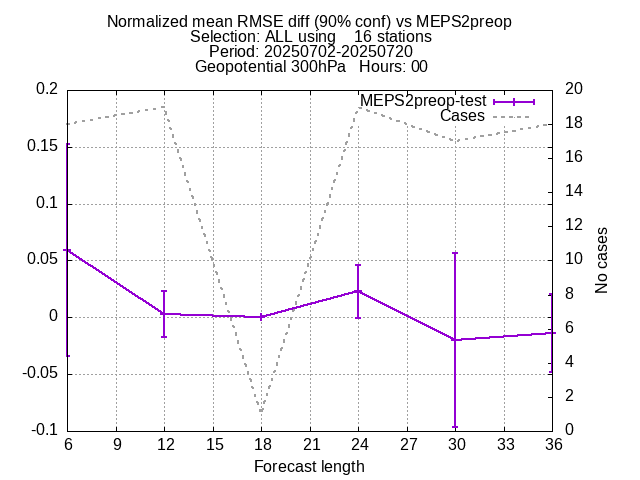 Normalized mean RMSE diff (90% conf) vs MEPS2preop
Selection: ALL using    16 stations
Period: 20250702-20250720
Geopotential 300hPa   Hours: 00
MEPS2preop-test
Cases
0.2
0.15
0.1
0.05
0
-0.05
-0.1
20
18
16
14
12
10
8
6
4
2
0
No cases
6 9 12 15 18 21 24 27 30 33 36
Forecast length